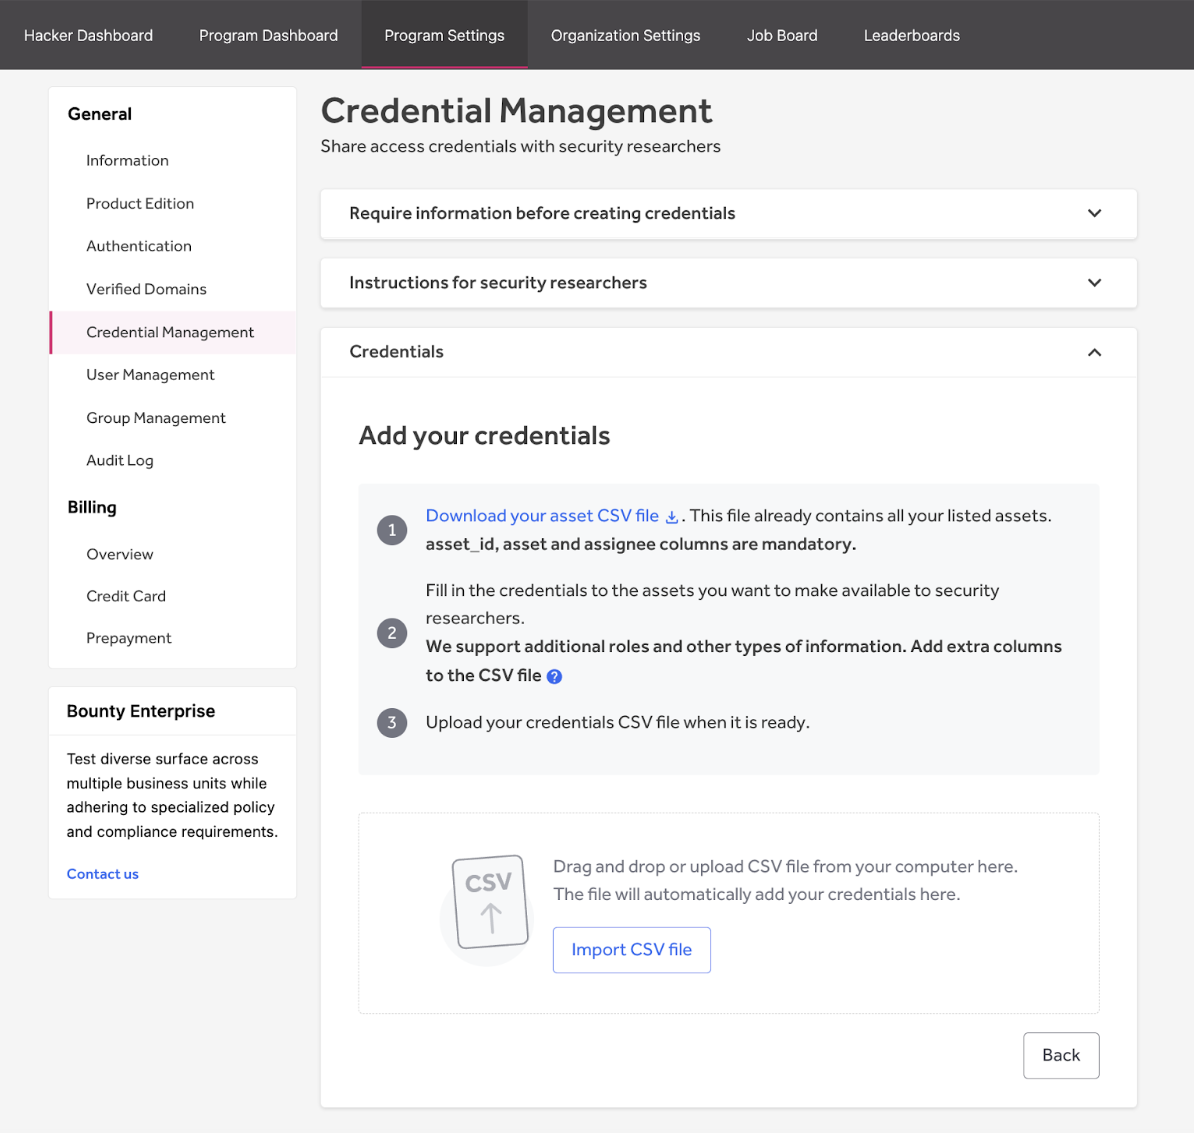 Hacker Dashboard
Program Dashboard
Program Settings
Organization Settings
Job Board
Leaderboards
General
Information
Product Edition
Authentication
Verified Domains
Credential Management
User Management
Group Management
Audit Log
Billing
Overview
Credit Card
Prepayment
Bounty Enterprise
Test diverse surface across
multiple business units while
adhering to specialized policy
and compliance requirements.
Contact us
Credential Management
Share access credentials with security researchers
Require information before creating credentials
Instructions for security researchers
Credentials
Add your credentials
1
Download your asset CSV file . This file already contains all your listed assets.
asset_id, asset and assignee columns are mandatory.
2
Fill in the credentials to the assets you want to make available to security
researchers.
We support additional roles and other types of information. Add extra columns
to the CSV file ?
3
Upload your credentials CSV file when it is ready.
CSV
Drag and drop or upload CSV file from your computer here.
The file will automatically add your credentials here.
Import CSV file
Back